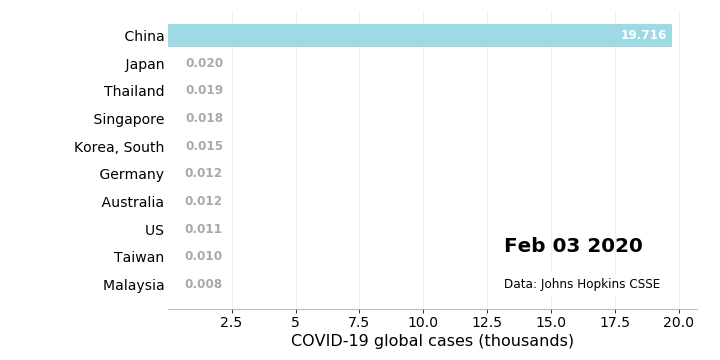 China 19.716
Japan 0.020
Thailand 0.019
Singapore 0.018
Korea, South 0.015
Germany 0.012
Australia 0.012
US 0.011
Taiwan 0.010
Malaysia 0.008
Feb 03 2020
Data: Johns Hopkins CSSE
2.5 5 7.5 10.0 12.5 15.0 17.5 20.0
COVID-19 global cases (thousands)